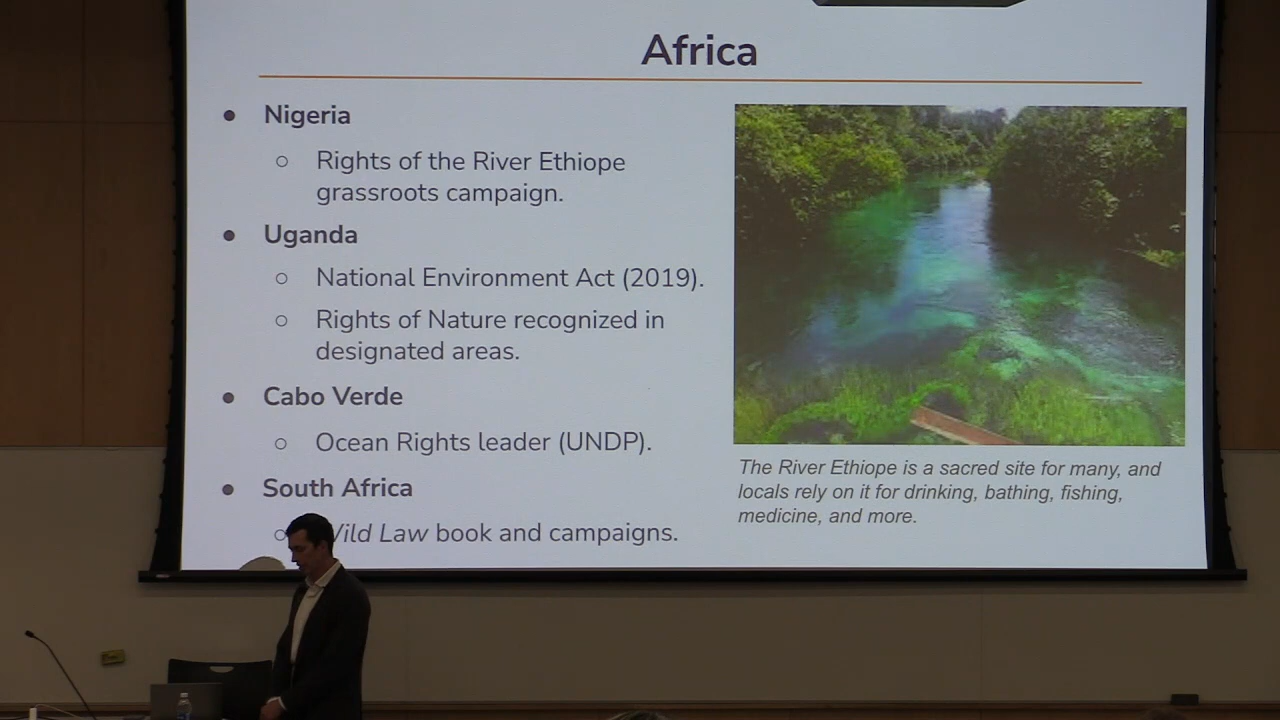 Africa
● Nigeria
○ Rights of the River Ethiope
grassroots campaign.
● Uganda
○ National Environment Act (2019).
○ Rights of Nature recognized in
designated areas.
● Cabo Verde
○ Ocean Rights leader (UNDP).
● South Africa
○ Wild Law book and campaigns.
The River Ethiope is a sacred site for many, and
locals rely on it for drinking, bathing, fishing,
medicine, and more.